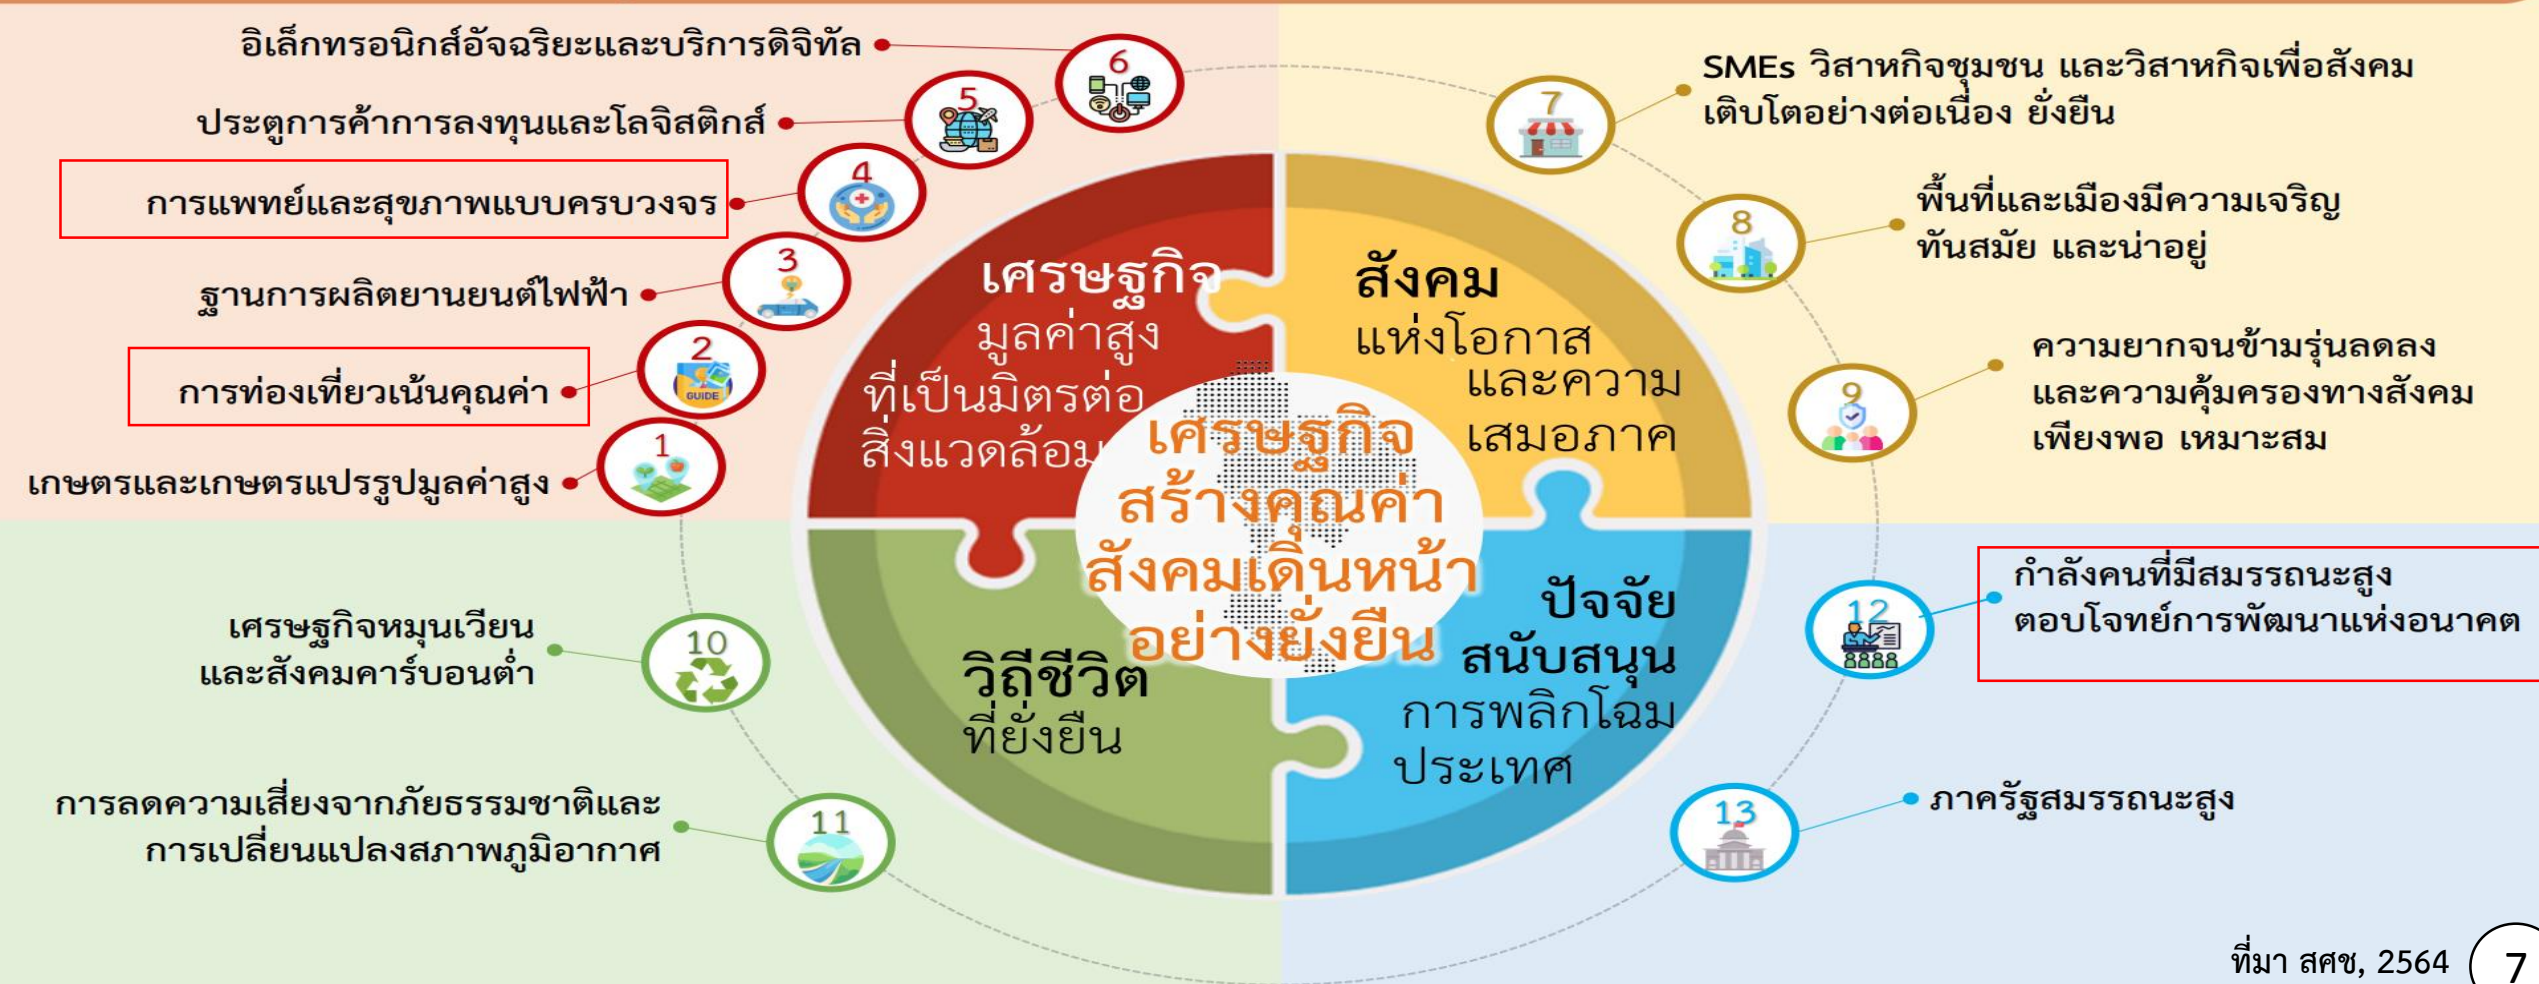 อิเล็กทรอนิกส์อัจฉริยะและบริการดิจิทัล
6
ประตูการค้าการลงทุนและโลจิสติกส์
5
การแพทย์และสุขภาพแบบครบวงจร
4
ฐานการผลิตยานยนต์ไฟฟ้า
3
การท่องเที่ยวเน้นคุณค่า
2
GUIDE
เกษตรและเกษตรแปรรูปมูลค่าสูง
1
เศรษฐกิจ
มูลค่าสูง
ที่เป็นมิตรต่อ
สิ่งแวดล้อม
สังคม
แห่งโอกาส
และความ
เสมอภาค
7
SMEs วิสาหกิจชุมชน และวิสาหกิจเพื่อสังคม
เติบโตอย่างต่อเนื่อง ยั่งยืน
8
พื้นที่และเมืองมีความเจริญ
ทันสมัย และน่าอยู่
9
ความยากจนข้ามรุ่นลดลง
และความคุ้มครองทางสังคม
เพียงพอ เหมาะสม
เศรษฐกิจ
สร้างคุณค่า
สังคมเดินหน้า
อย่างยั่งยืน
เศรษฐกิจหมุนเวียน
และสังคมคาร์บอนต่ำ
10
การลดความเสี่ยงจากภัยธรรมชาติและ
การเปลี่ยนแปลงสภาพภูมิอากาศ
11
วิถีชีวิต
ที่ยั่งยืน
ปัจจัย
สนับสนุน
การพลิกโฉม
ประเทศ
12
กำลังคนที่มีสมรรถนะสูง
ตอบโจทย์การพัฒนาแห่งอนาคต
13
ภาครัฐสมรรถนะสูง
ที่มา สศช, 2564
7